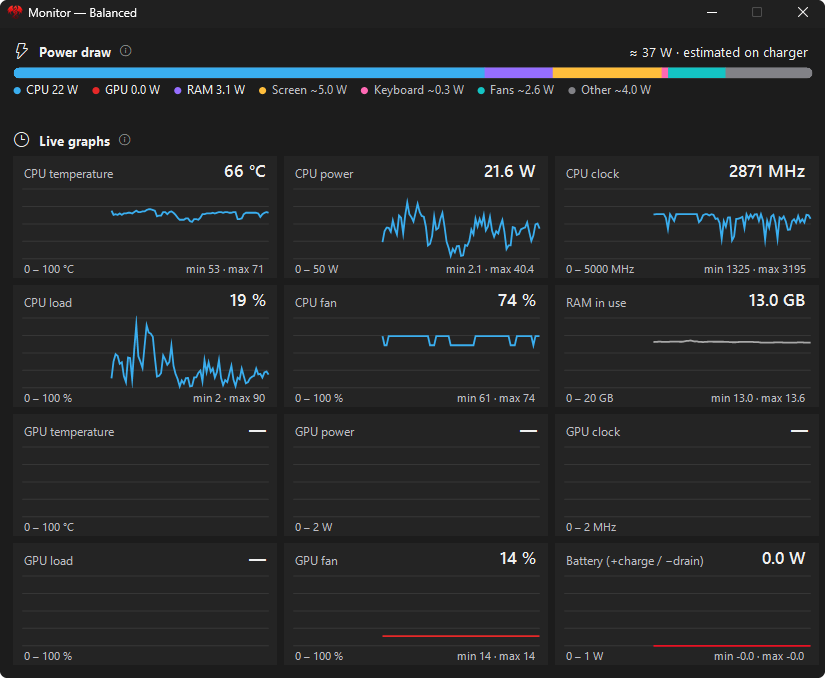 Monitor — Balanced
Power draw
≈ 37 W · estimated on charger
CPU 22 W GPU 0.0 W RAM 3.1 W Screen ~5.0 W Keyboard ~0.3 W Fans ~2.6 W Other ~4.0 W
Live graphs
CPU temperature 66 °C
0 – 100 °C min 53 · max 71
CPU power 21.6 W
0 – 50 W min 2.1 · max 40.4
CPU clock 2871 MHz
0 – 5000 MHz min 1325 · max 3195
CPU load 19 %
0 – 100 % min 2 · max 90
CPU fan 74 %
0 – 100 % min 61 · max 74
RAM in use 13.0 GB
0 – 20 GB min 13.0 · max 13.6
GPU temperature —
0 – 100 °C
GPU power —
0 – 2 W
GPU clock —
0 – 2 MHz
GPU load —
0 – 100 %
GPU fan 14 %
0 – 100 % min 14 · max 14
Battery (+charge / −drain) 0.0 W
0 – 1 W min -0.0 · max -0.0